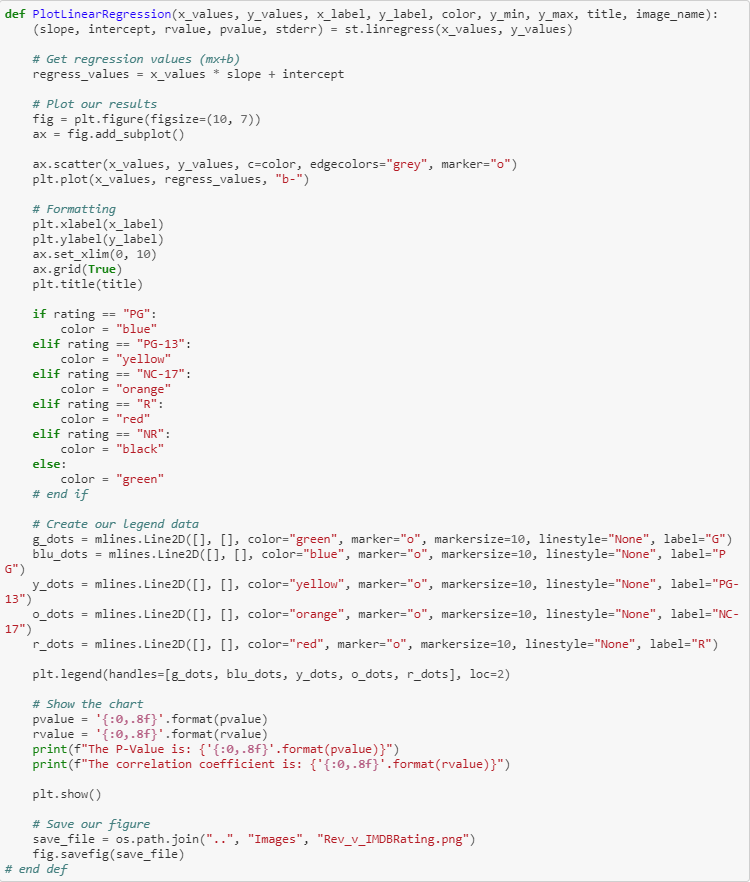 def PlotLinearRegression(x_values, y_values, x_label, y_label, color, y_min, y_max, title, image_name):
    (slope, intercept, rvalue, pvalue, stderr) = st.linregress(x_values, y_values)

    # Get regression values (mx+b)
    regress_values = x_values * slope + intercept

    # Plot our results
    fig = plt.figure(figsize=(10, 7))
    ax = fig.add_subplot()

    ax.scatter(x_values, y_values, c=color, edgecolors="grey", marker="o")
    plt.plot(x_values, regress_values, "b-")

    # Formatting
    plt.xlabel(x_label)
    plt.ylabel(y_label)
    ax.set_xlim(0, 10)
    ax.grid(True)
    plt.title(title)

    if rating == "PG":
        color = "blue"
    elif rating == "PG-13":
        color = "yellow"
    elif rating == "NC-17":
        color = "orange"
    elif rating == "R":
        color = "red"
    elif rating == "NR":
        color = "black"
    else:
        color = "green"
    # end if

    # Create our legend data
    g_dots = mlines.Line2D([], [], color="green", marker="o", markersize=10, linestyle="None", label="G")
    blu_dots = mlines.Line2D([], [], color="blue", marker="o", markersize=10, linestyle="None", label="P
G")
    y_dots = mlines.Line2D([], [], color="yellow", marker="o", markersize=10, linestyle="None", label="PG-
13")
    o_dots = mlines.Line2D([], [], color="orange", marker="o", markersize=10, linestyle="None", label="NC-
17")
    r_dots = mlines.Line2D([], [], color="red", marker="o", markersize=10, linestyle="None", label="R")

    plt.legend(handles=[g_dots, blu_dots, y_dots, o_dots, r_dots], loc=2)

    # Show the chart
    pvalue = '{:0,.8f}'.format(pvalue)
    rvalue = '{:0,.8f}'.format(rvalue)
    print(f"The P-Value is: {'{:0,.8f}'.format(pvalue)}")
    print(f"The correlation coefficient is: {'{:0,.8f}'.format(rvalue)}")

    plt.show()

    # Save our figure
    save_file = os.path.join("..", "Images", "Rev_v_IMDBRating.png")
    fig.savefig(save_file)
# end def